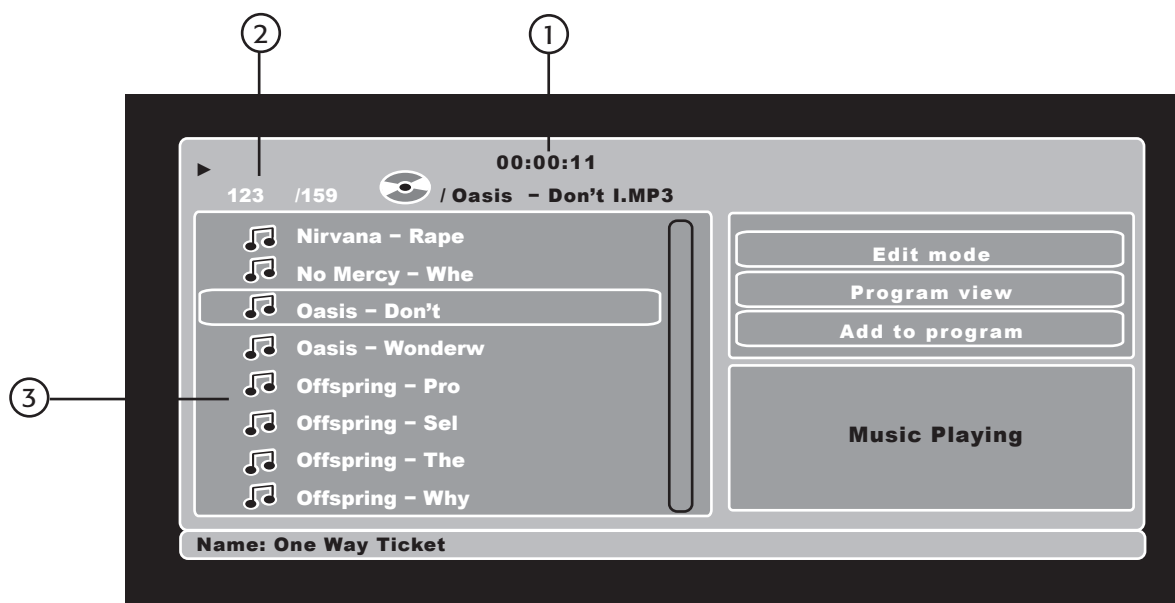 2
1
00:00:11
123 /159 / Oasis – Don't I.MP3
Nirvana – Rape
No Mercy – Whe
Oasis – Don't
Oasis – Wonderw
Offspring – Pro
Offspring – Sel
Offspring – The
Offspring – Why
3
Edit mode
Program view
Add to program
Music Playing
Name: One Way Ticket